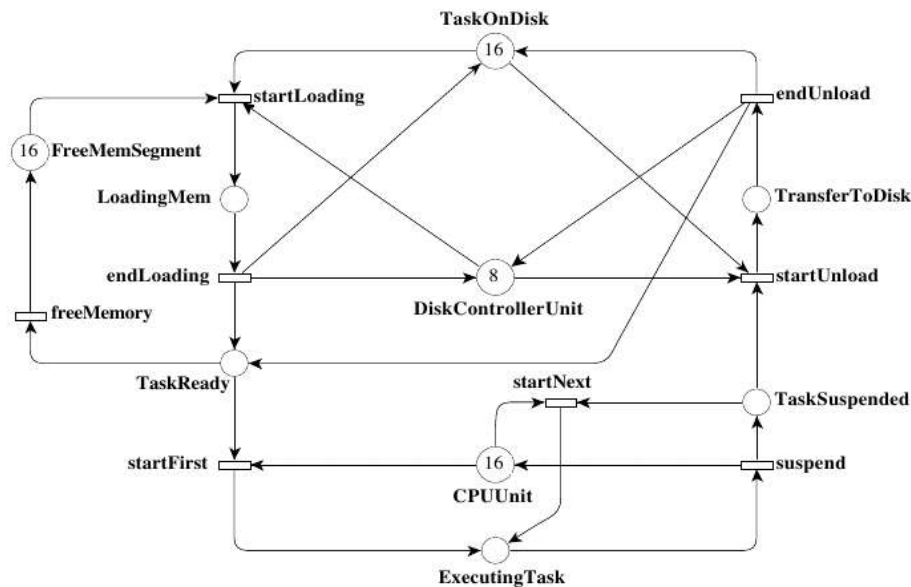 TaskOnDisk
16
startLoading
endUnload
16
FreeMemSegment
LoadingMem
TransferToDisk
endLoading
8
startUnload
DiskControllerUnit
freeMemory
TaskReady
startNext
TaskSuspended
startFirst
16
suspend
CPUUnit
ExecutingTask